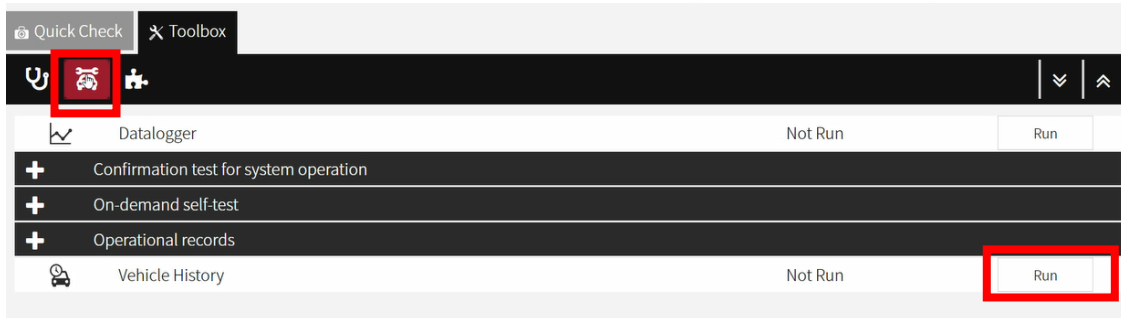 Quick Check Toolbox
Datalogger Not Run Run
Confirmation test for system operation
On-demand self-test
Operational records
Vehicle History Not Run Run